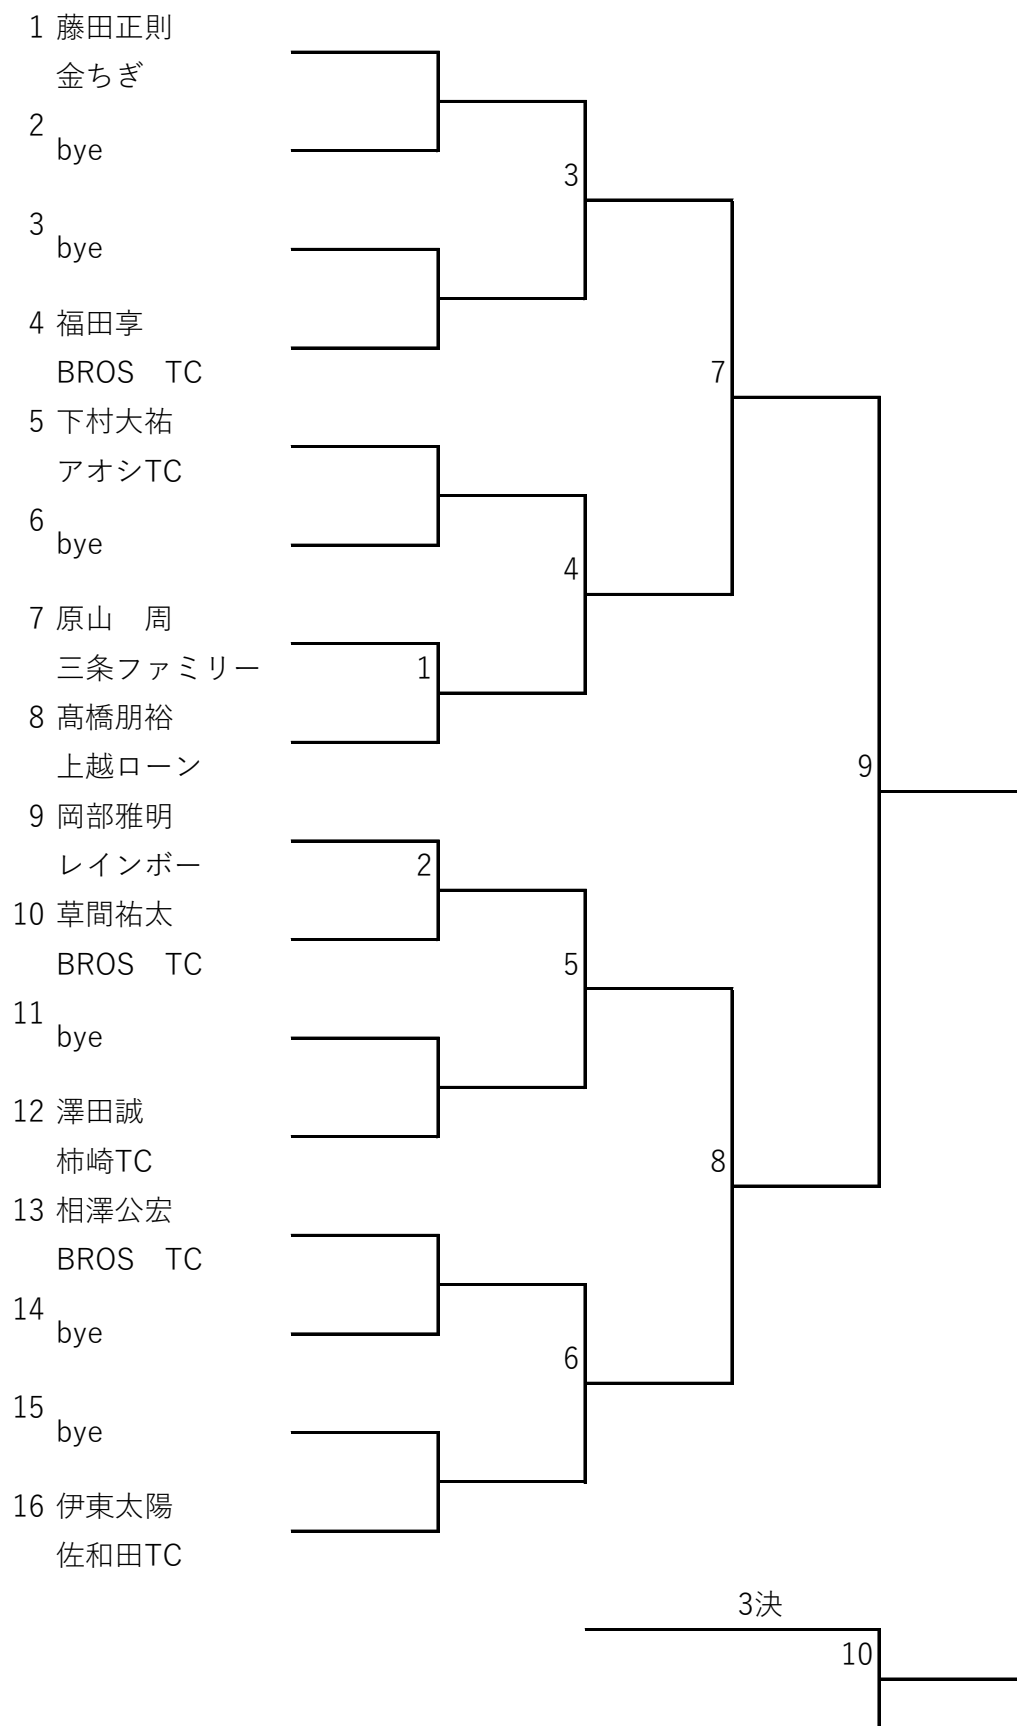 1 藤田正則
金ちぎ
2
bye
3
3
bye
4 福田享
BROS　TC
7
5 下村大祐
アオシTC
6
bye
4
7 原山　周
三条ファミリー
1
8 髙橋朋裕
上越ローン
9
9 岡部雅明
レインボー
2
10 草間祐太
BROS　TC
5
11
bye
12 澤田誠
柿崎TC
8
13 相澤公宏
BROS　TC
14
bye
6
15
bye
16 伊東太陽
佐和田TC
3決
10